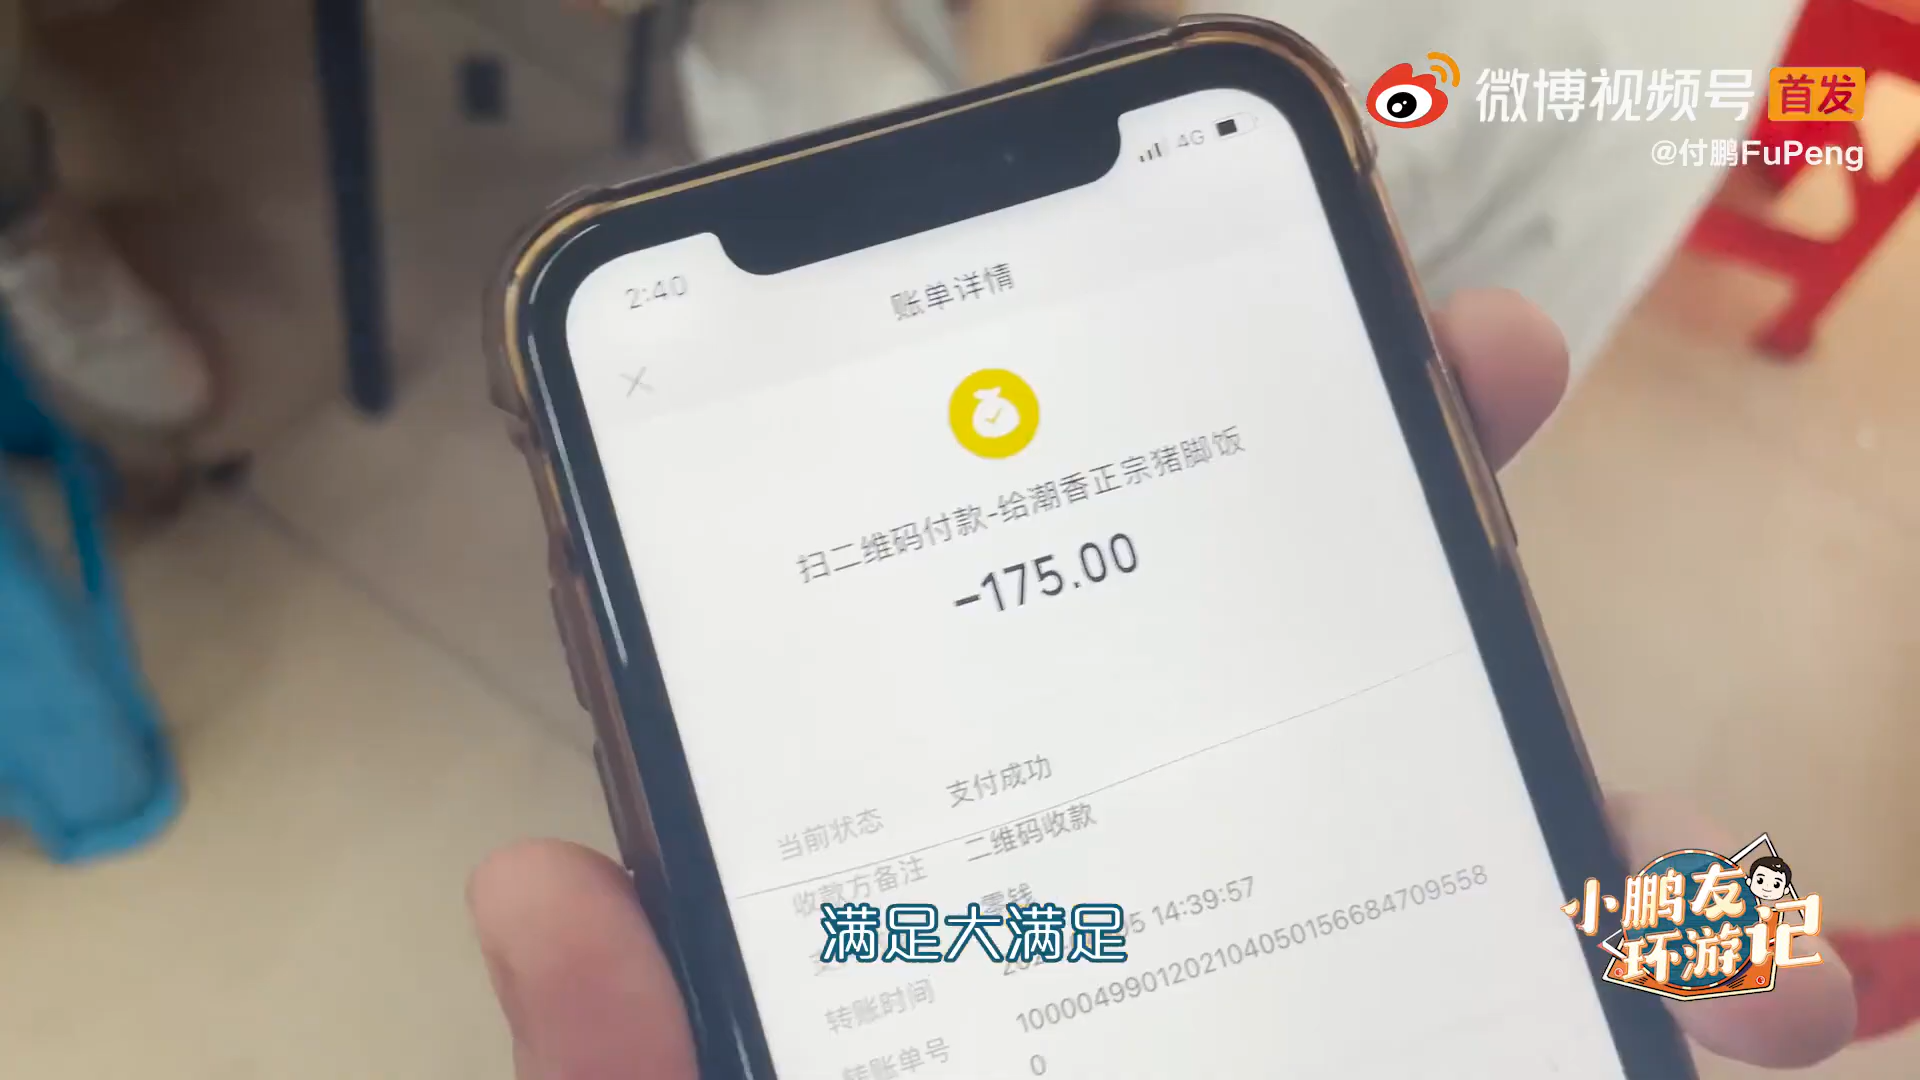 微博视频号 首发
@付鹏FuPeng
4G
2:40
账单详情
扫二维码付款-给潮香正宗猪脚饭
-175.00
当前状态 支付成功
收款方备注 二维码收款
零钱
转账时间 14:39:57
转账单号 1000049901202104050156684709558
0
满足大满足
小鹏友
环游记